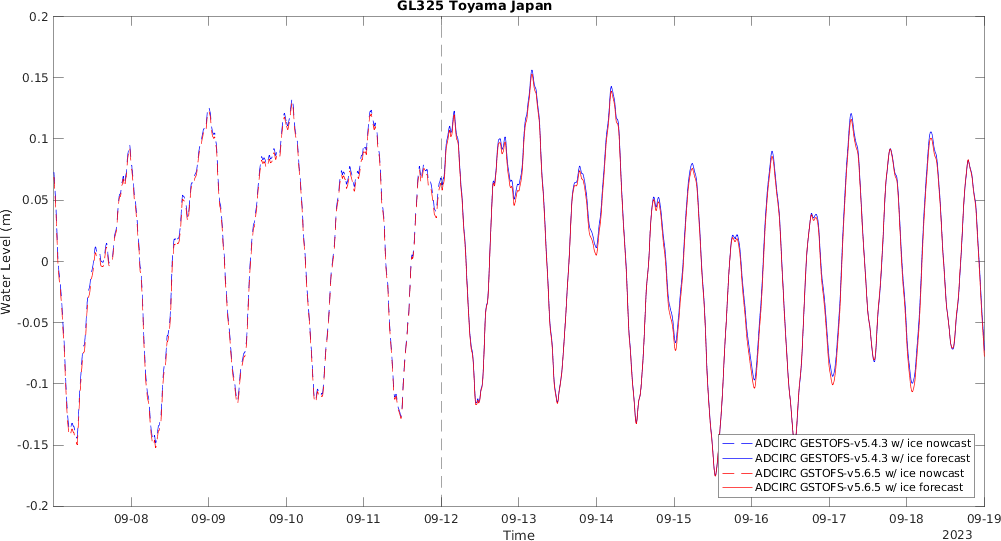 GL325 Toyama Japan
0.2
0.15
0.1
0.05
0
-0.05
-0.1
-0.15
-0.2
Water Level (m)
ADCIRC GESTOFS-v5.4.3 w/ ice nowcast
ADCIRC GESTOFS-v5.4.3 w/ ice forecast
ADCIRC GSTOFS-v5.6.5 w/ ice nowcast
ADCIRC GSTOFS-v5.6.5 w/ ice forecast
09-08 09-09 09-10 09-11 09-12 09-13 09-14 09-15 09-16 09-17 09-18 09-19
Time
2023